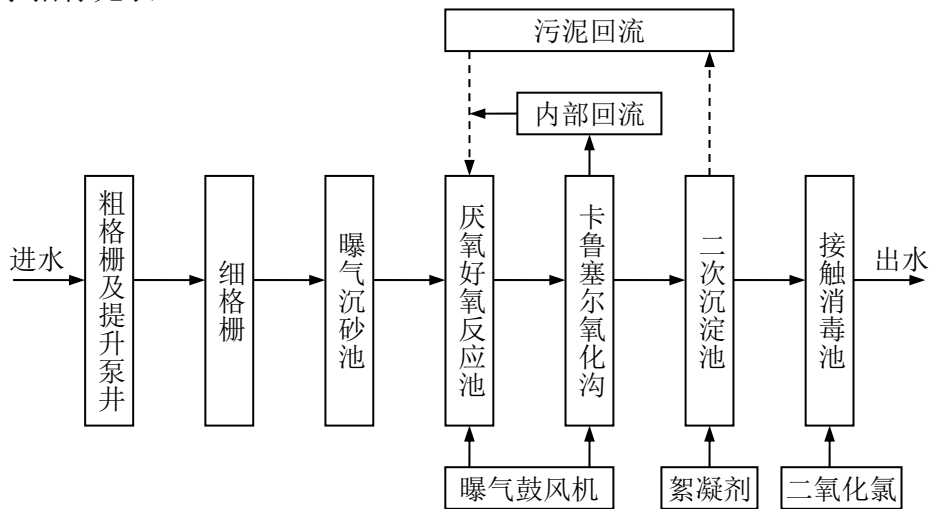 污泥回流
内部回流
进水
粗格栅及提升泵井
细格栅
曝气沉砂池
厌氧好氧反应池
卡鲁塞尔氧化沟
二次沉淀池
接触消毒池
出水
曝气鼓风机
絮凝剂
二氧化氯